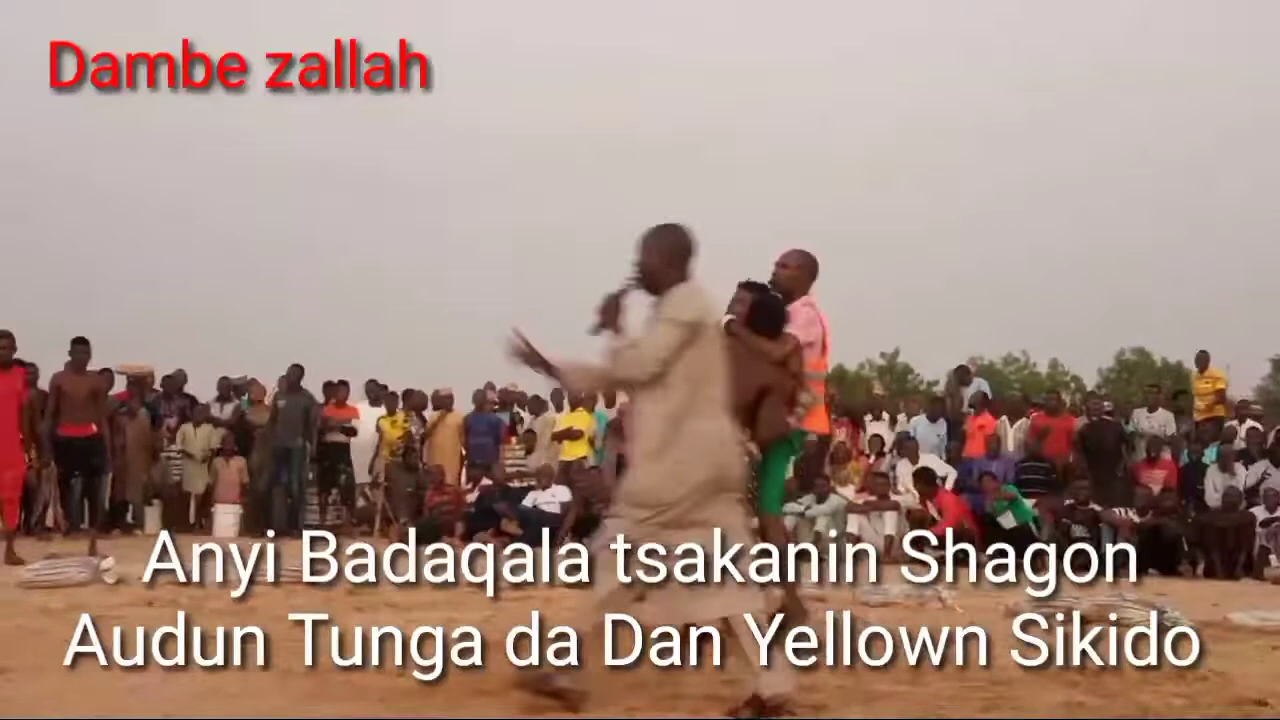 Dambe zallah
Anyi Badaqala tsakanin Shagon
Audun Tunga da Dan Yellown Sikido